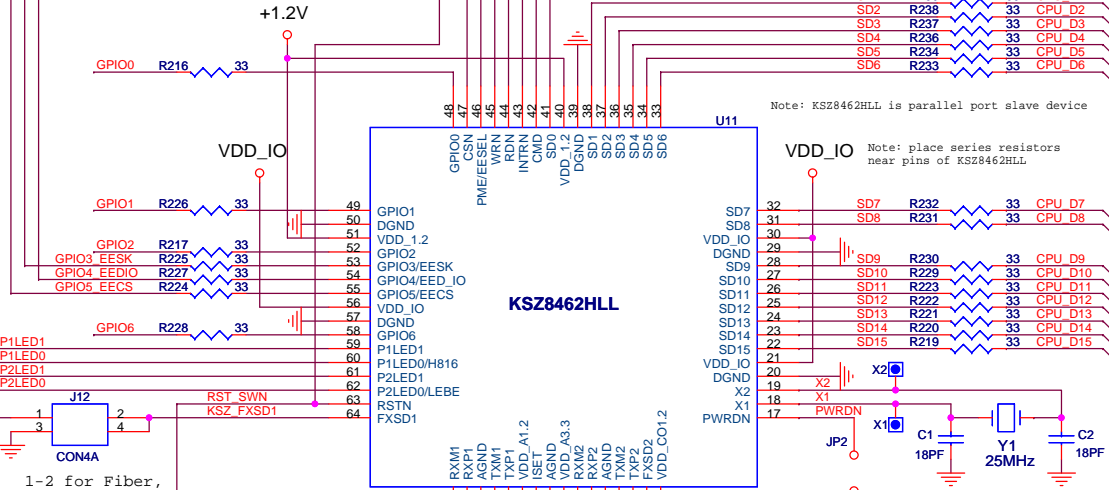 +1.2V
SD2 R238 33 CPU_D2
SD3 R237 33 CPU_D3
SD4 R236 33 CPU_D4
SD5 R234 33 CPU_D5
SD6 R233 33 CPU_D6
GPIO0 R216 33
Note: KSZ8462HLL is parallel port slave device
48 47 46 45 44 43 42 41 40 39 38 37 36 35 34 33
U11
GPIO0 CSN PME/EESEL WRN RDN INTRN CMD SD0 VDD_1.2 DGND SD1 SD2 SD3 SD4 SD5 SD6
VDD_IO
VDD_IO
Note: place series resistors
near pins of KSZ8462HLL
GPIO1 R226 33 49 GPIO1
50 DGND
51 VDD_1.2
GPIO2 R217 33 52 GPIO2
GPIO3_EESK R225 33 53 GPIO3/EESK
GPIO4_EEDIO R227 33 54 GPIO4/EED_IO
GPIO5_EECS R224 33 55 GPIO5/EECS
56 VDD_IO
57 DGND
GPIO6 R228 33 58 GPIO6
P1LED1 59 P1LED1
P1LED0 60 P1LED0/H816
P2LED1 61 P2LED1
P2LED0 62 P2LED0/LEBE
RST_SWN 63 RSTN
KSZ_FXSD1 64 FXSD1
KSZ8462HLL
SD7 32 SD7 R232 33 CPU_D7
SD8 31 SD8 R231 33 CPU_D8
VDD_IO 30
DGND 29
SD9 28 SD9 R230 33 CPU_D9
SD10 27 SD10 R229 33 CPU_D10
SD11 26 SD11 R223 33 CPU_D11
SD12 25 SD12 R222 33 CPU_D12
SD13 24 SD13 R221 33 CPU_D13
SD14 23 SD14 R220 33 CPU_D14
SD15 22 SD15 R219 33 CPU_D15
VDD_IO 21
DGND 20
X2 19 X2
X1 18 X1
PWRDN 17 PWRDN
X2
X1
J12
1 2
3 4
CON4A
1-2 for Fiber,
RXM1 RXP1 AGND TXM1 TXP1 VDD_A1.2 ISET AGND VDD_A3.3 RXM2 RXP2 AGND TXM2 TXP2 FXSD2 VDD_CO1.2
JP2
C1
18PF
Y1
25MHz
C2
18PF